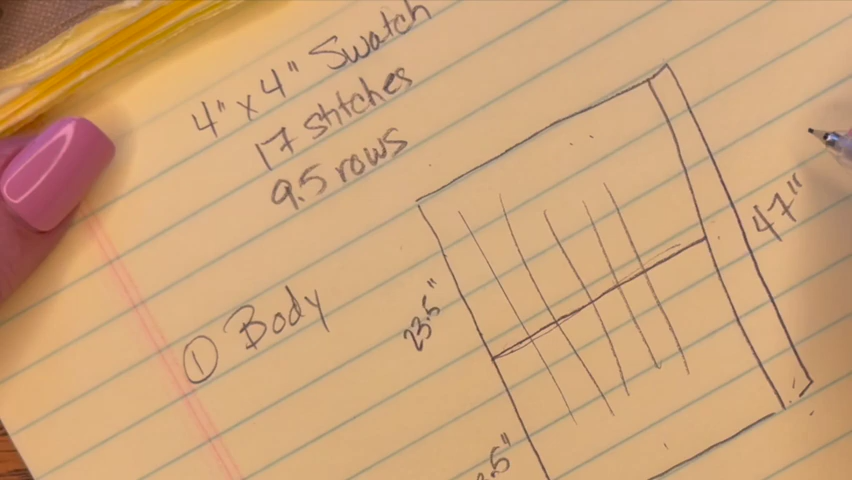 4" x 4" Swatch
17 stitches
9.5 rows
47"
23.5"
① Body